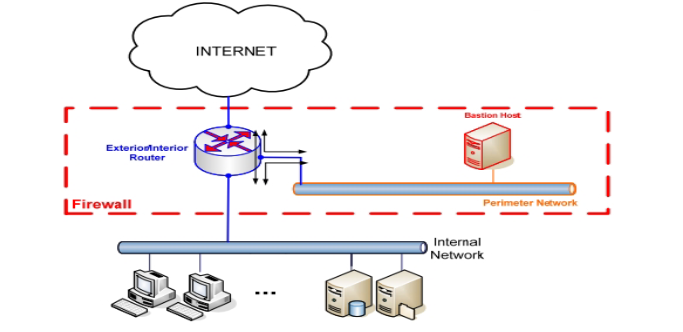 INTERNET
Bastion Host
Exterior/Interior
Router
Firewall
Perimeter Network
Internal
Network
...